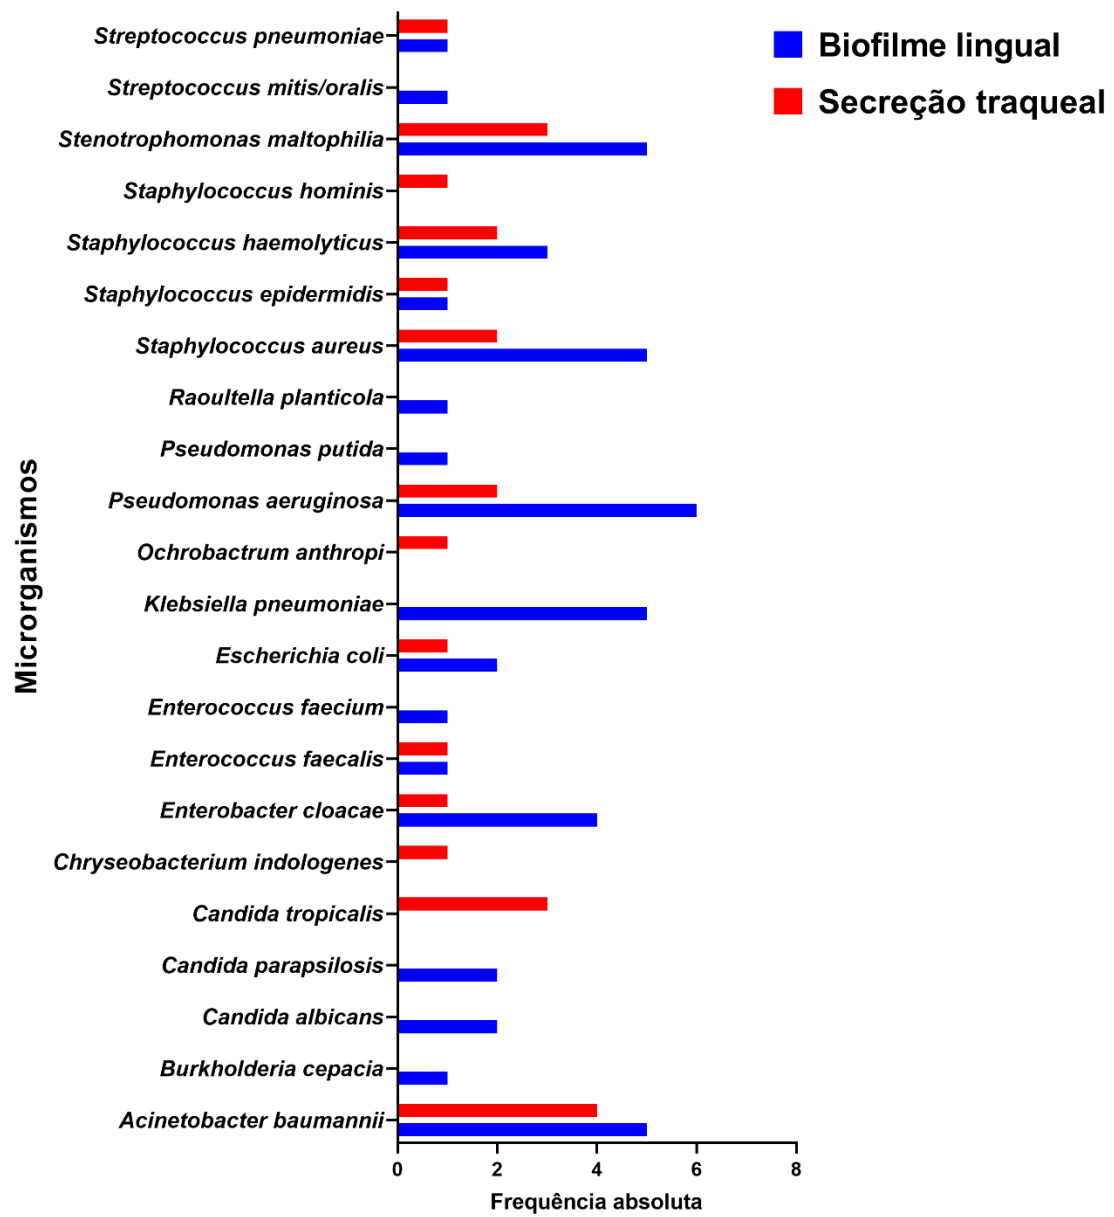 Biofilme lingual
Secreção traqueal
Microrganismos
Streptococcus pneumoniae
Streptococcus mitis/oralis
Stenotrophomonas maltophilia
Staphylococcus hominis
Staphylococcus haemolyticus
Staphylococcus epidermidis
Staphylococcus aureus
Raoultella planticola
Pseudomonas putida
Pseudomonas aeruginosa
Ochrobactrum anthropi
Klebsiella pneumoniae
Escherichia coli
Enterococcus faecium
Enterococcus faecalis
Enterobacter cloacae
Chryseobacterium indologenes
Candida tropicalis
Candida parapsilosis
Candida albicans
Burkholderia cepacia
Acinetobacter baumannii
0 2 4 6 8
Frequência absoluta